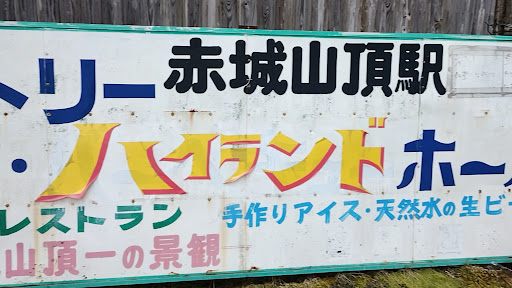 赤城山頂駅
トリー
・ハイランドホー
レストラン
手作りアイス・天然水の生ビ
山頂一の景観